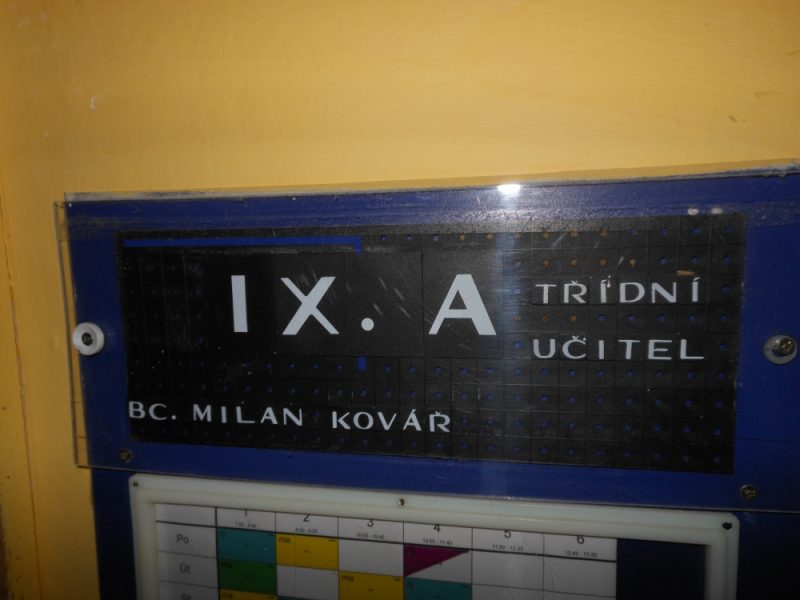 IX. A
TŘÍDNÍ
UČITEL
BC. MILAN KOVÁŘ
1 2 3 4 5 6
Po
Út